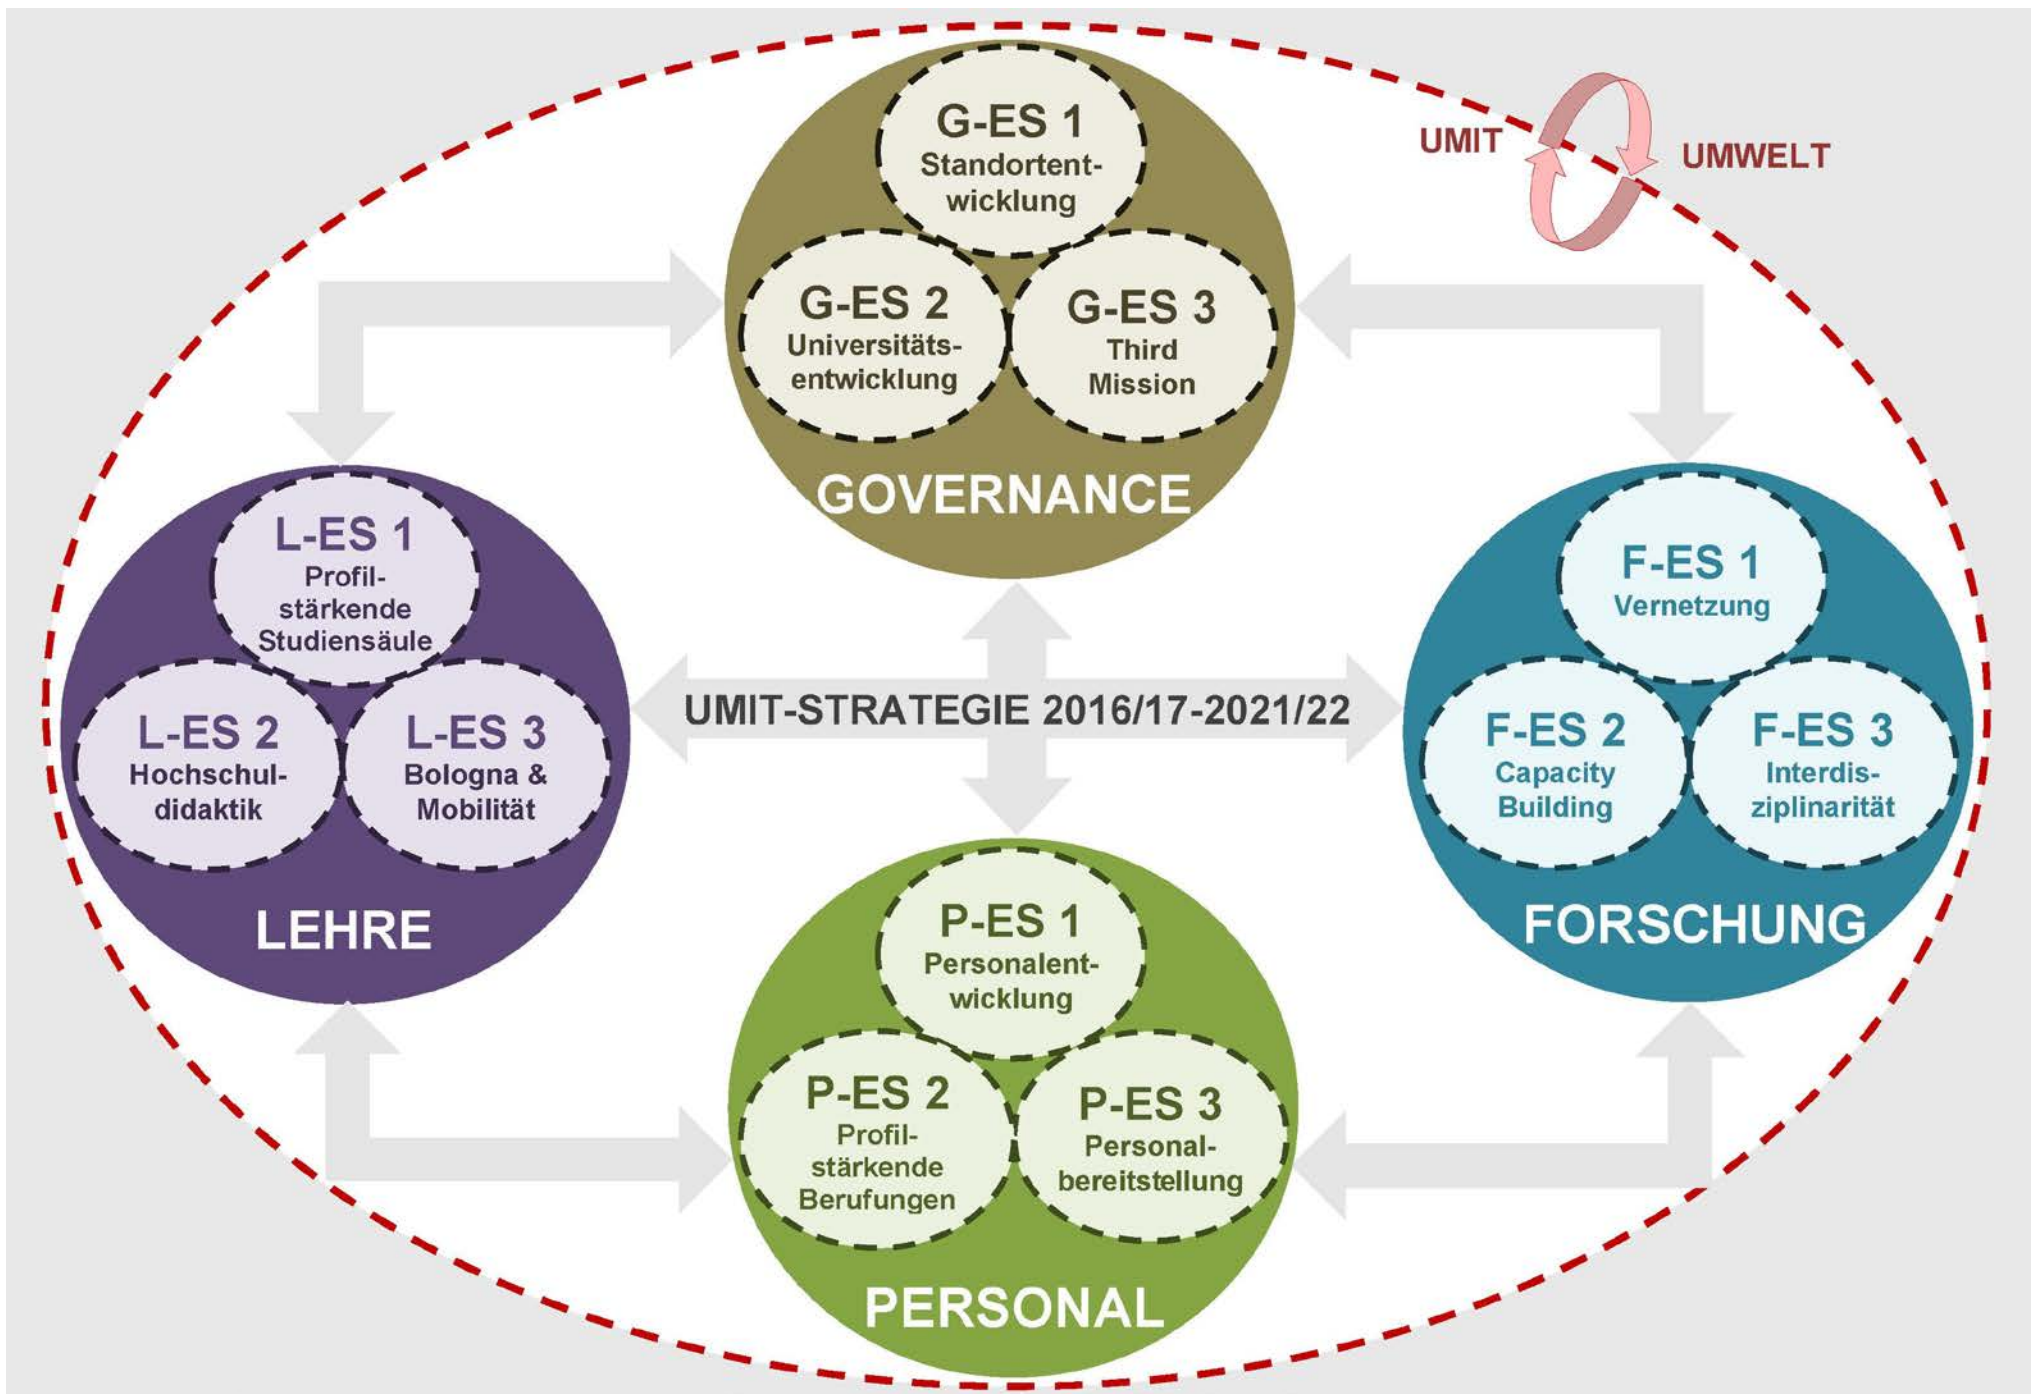 G-ES 1
Standortent-
wicklung
G-ES 2
Universitäts-
entwicklung
G-ES 3
Third
Mission
GOVERNANCE
UMIT
UMWELT
L-ES 1
Profil-
stärkende
Studiensäule
L-ES 2
Hochschul-
didaktik
L-ES 3
Bologna &
Mobilität
LEHRE
UMIT-STRATEGIE 2016/17-2021/22
F-ES 1
Vernetzung
F-ES 2
Capacity
Building
F-ES 3
Interdis-
ziplinarität
FORSCHUNG
P-ES 1
Personalent-
wicklung
P-ES 2
Profil-
stärkende
Berufungen
P-ES 3
Personal-
bereitstellung
PERSONAL